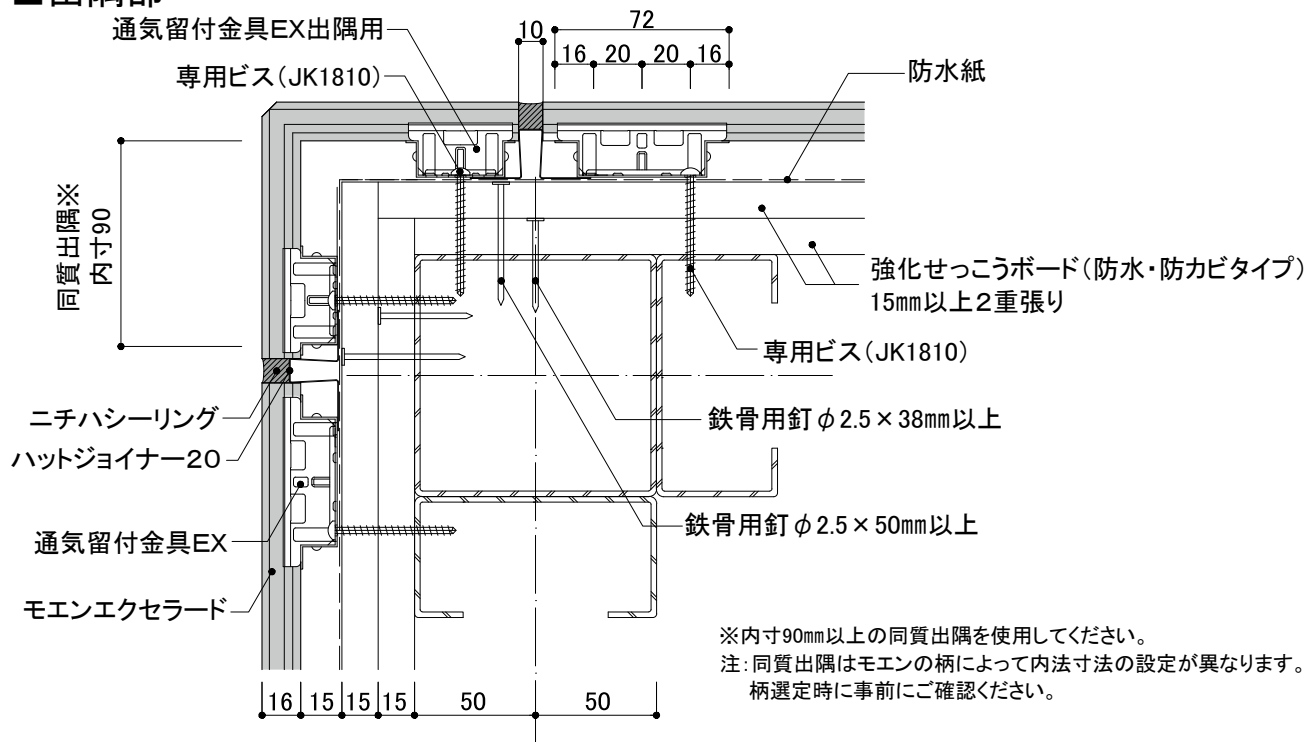 ■出隅部
通気留付金具EX出隅用
専用ビス(JK1810)
10
72
16 20 20 16
防水紙
同質出隅※
内寸90
強化せっこうボード(防水・防カビタイプ)
15㎜以上2重張り
専用ビス(JK1810)
ニチハシーリング
ハットジョイナー20
鉄骨用釘φ2.5×38㎜以上
鉄骨用釘φ2.5×50㎜以上
通気留付金具EX
モエンエクセラード
※内寸90㎜以上の同質出隅を使用してください。
注:同質出隅はモエンの柄によって内法寸法の設定が異なります。
柄選定時に事前にご確認ください。
16 15 15 15 50 50